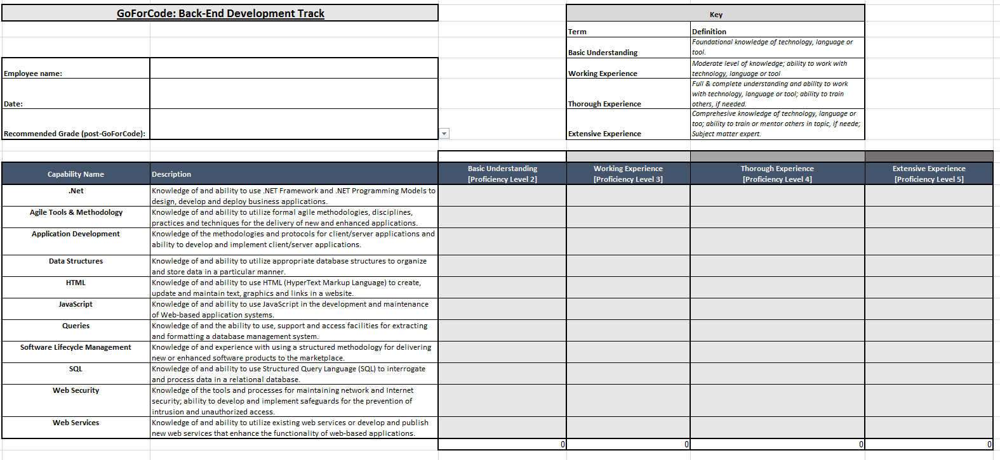 GoForCode: Back-End Development Track
Key
Term Definition
Basic Understanding Foundational knowledge of technology, language or
tool.
Working Experience Moderate level of knowledge; ability to work with
technology, language or tool
Thorough Experience Full & complete understanding and ability to work
with technology, language or tool; ability to train
others, if needed.
Extensive Experience Comprehesive knowledge of technology, language or
too; ability to train or mentor others in topic, if neede;
Subject matter expert.
Employee name:
Date:
Recommended Grade (post-GoForCode):
Capability Name Description Basic Understanding Working Experience Thorough Experience Extensive Experience
[Proficiency Level 2] [Proficiency Level 3] [Proficiency Level 4] [Proficiency Level 5]
.Net Knowledge of and ability to use .NET Framework and .NET Programming Models to
design, develop and deploy business applications.
Agile Tools & Methodology Knowledge of and ability to utilize formal agile methodologies, disciplines,
practices and techniques for the delivery of new and enhanced applications.
Application Development Knowledge of the methodologies and protocols for client/server applications and
ability to develop and implement client/server applications.
Data Structures Knowledge of and ability to utilize appropriate database structures to organize
and store data in a particular manner.
HTML Knowledge of and ability to use HTML (HyperText Markup Language) to create,
update and maintain text, graphics and links in a website.
JavaScript Knowledge of and ability to use JavaScript in the development and maintenance
of Web-based application systems.
Queries Knowledge of and the ability to use, support and access facilities for extracting
and formatting a database management system.
Software Lifecycle Management Knowledge of and experience with using a structured methodology for delivering
new or enhanced software products to the marketplace.
SQL Knowledge of and ability to use Structured Query Language (SQL) to interrogate
and process data in a relational database.
Web Security Knowledge of the tools and processes for maintaining network and Internet
security; ability to develop and implement safeguards for the prevention of
intrusion and unauthorized access.
Web Services Knowledge of and ability to utilize existing web services or develop and publish
new web services that enhance the functionality of web-based applications.
0 0 0 0